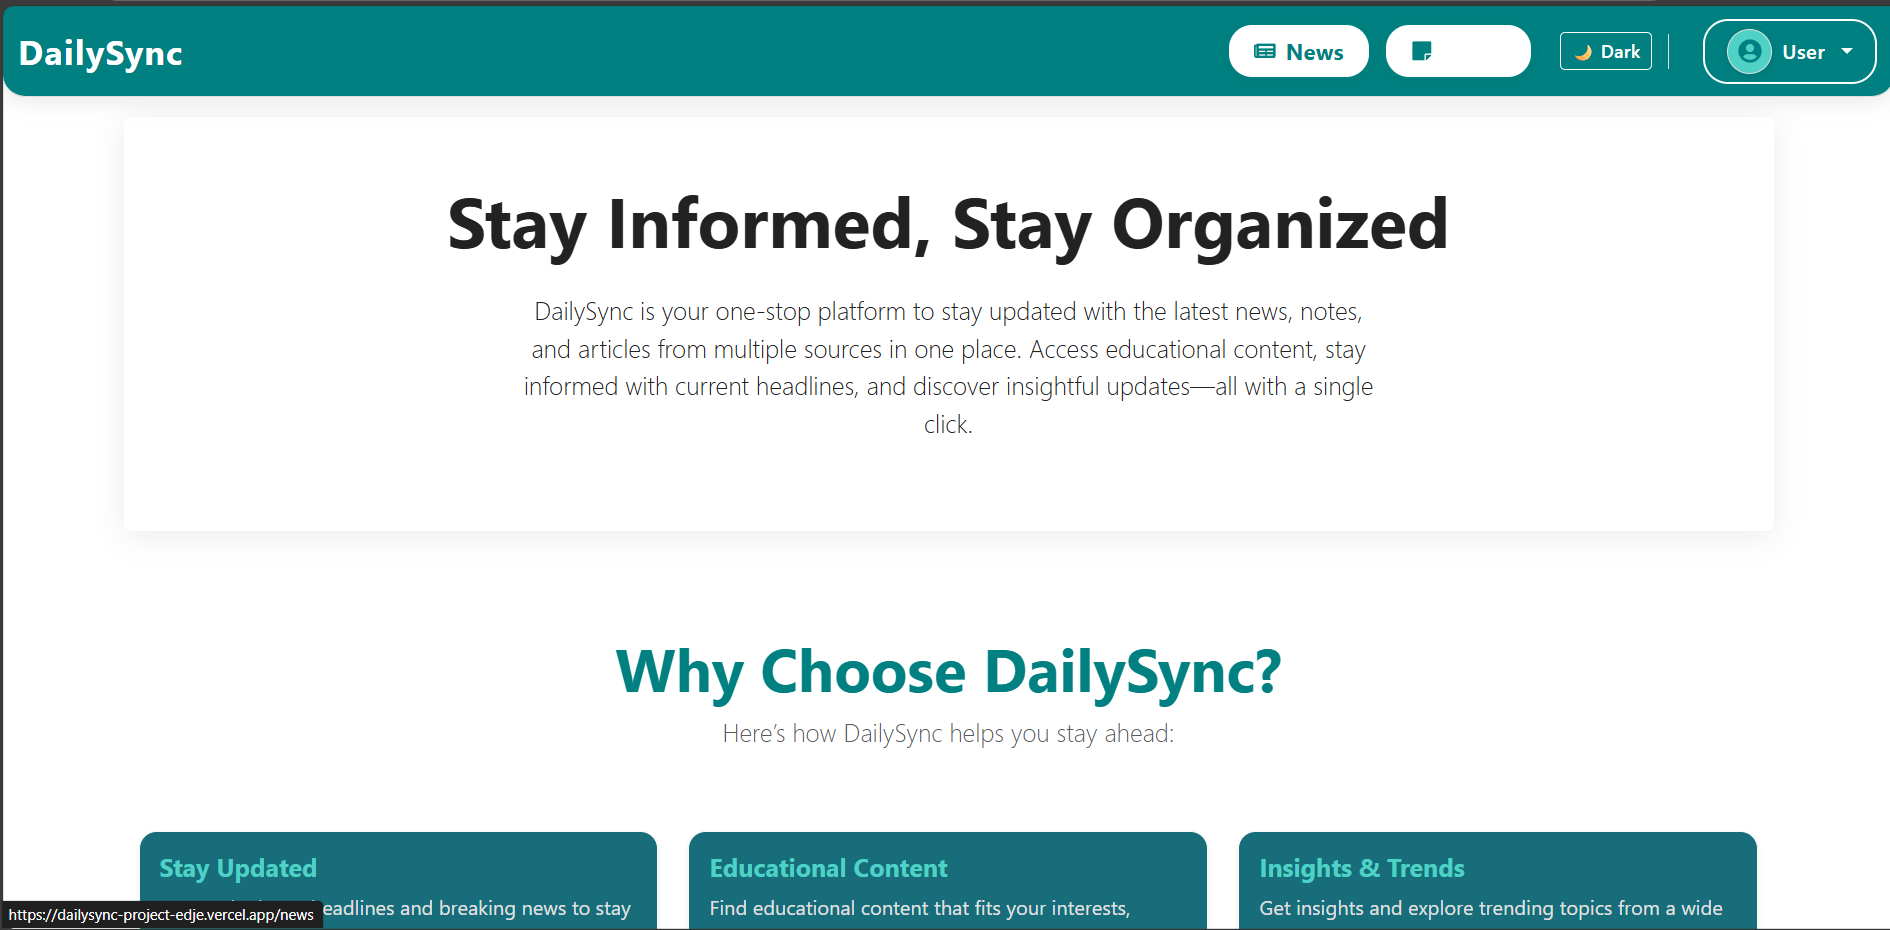 DailySync
News
🌙 Dark
User
Stay Informed, Stay Organized
DailySync is your one-stop platform to stay updated with the latest news, notes,
and articles from multiple sources in one place. Access educational content, stay
informed with current headlines, and discover insightful updates—all with a single
click.
Why Choose DailySync?
Here’s how DailySync helps you stay ahead:
Stay Updated
eadlines and breaking news to stay
Educational Content
Find educational content that fits your interests,
Insights & Trends
Get insights and explore trending topics from a wide
https://dailysync-project-edje.vercel.app/news